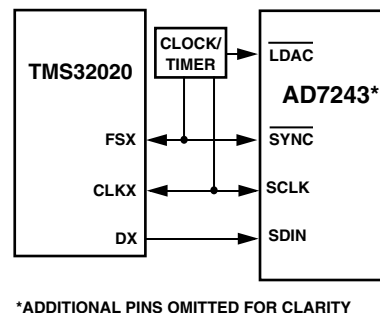 CLOCK/
TIMER
TMS32020
LDAC
AD7243*
FSX
SYNC
CLKX
SCLK
DX
SDIN
*ADDITIONAL PINS OMITTED FOR CLARITY